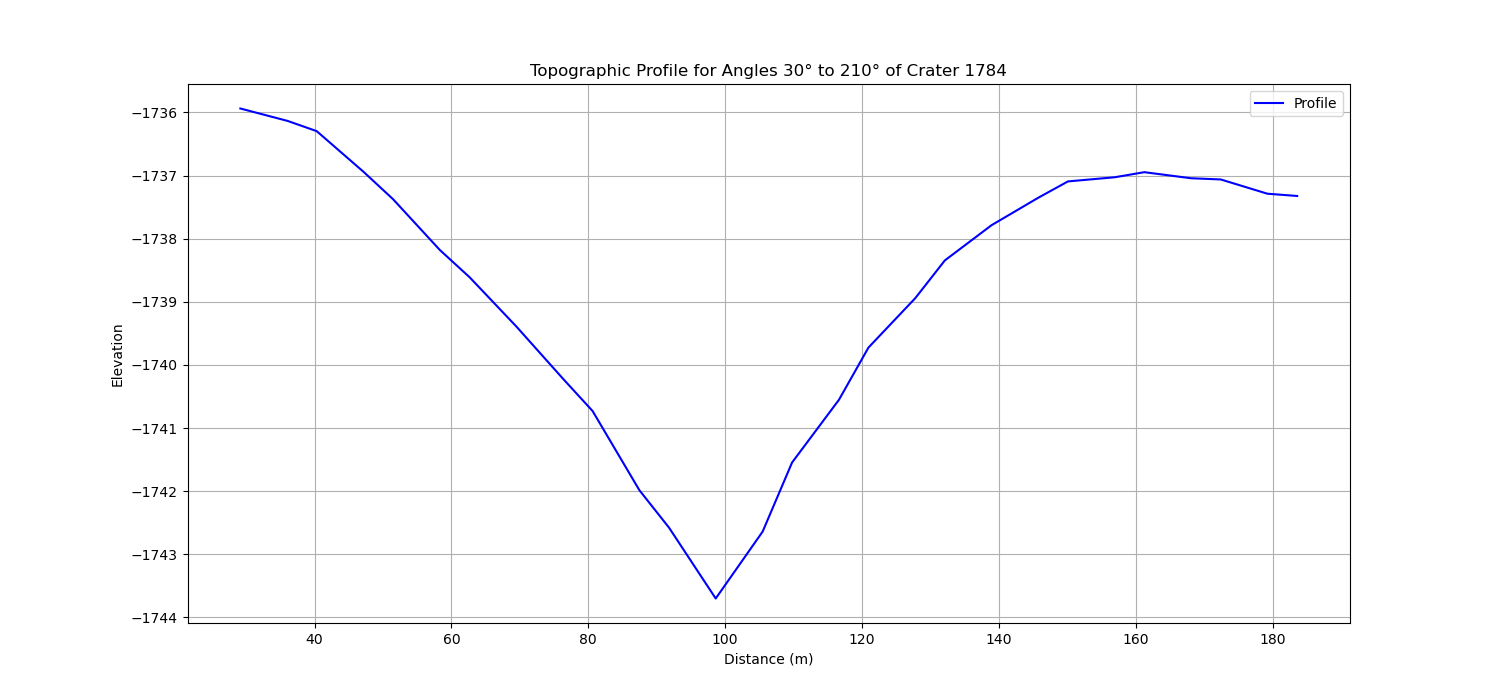 Topographic Profile for Angles 30° to 210° of Crater 1784
Profile
−1736
−1737
−1738
−1739
−1740
−1741
−1742
−1743
−1744
Elevation
40 60 80 100 120 140 160 180
Distance (m)